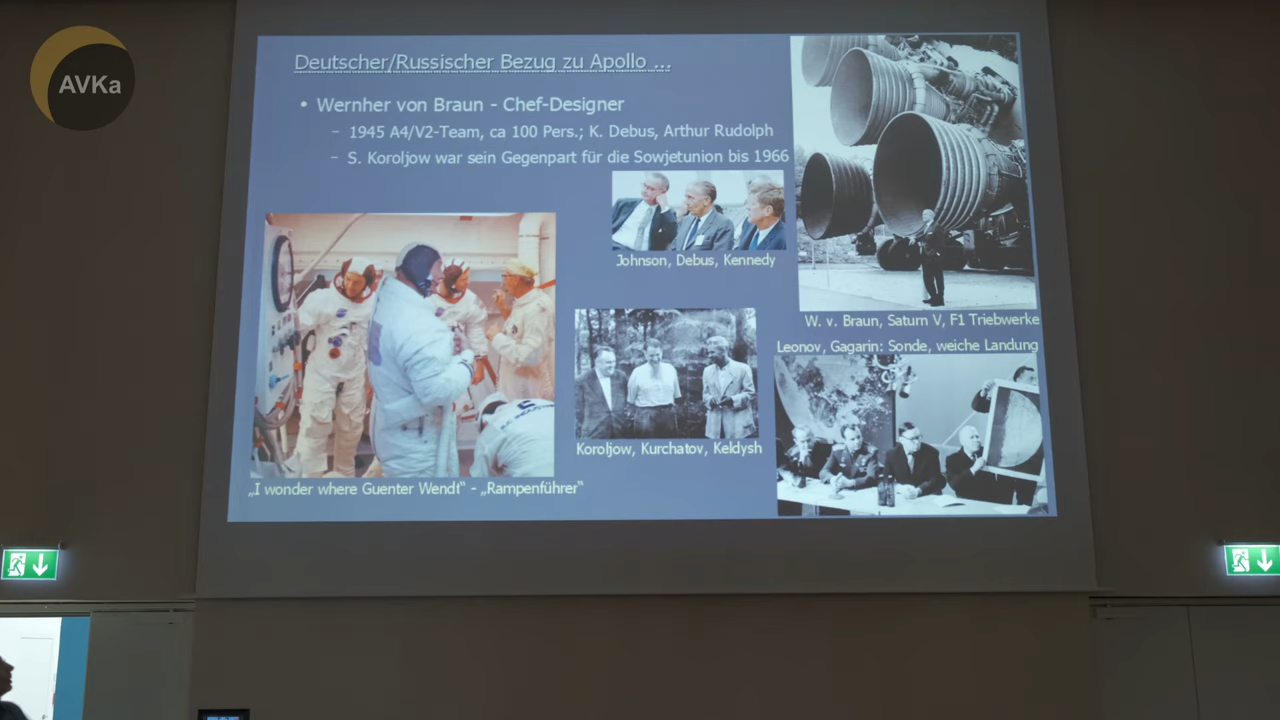 AVKa
Deutscher/Russischer Bezug zu Apollo ...
• Wernher von Braun - Chef-Designer
– 1945 A4/V2-Team, ca 100 Pers.; K. Debus, Arthur Rudolph
– S. Koroljow war sein Gegenpart für die Sowjetunion bis 1966
Johnson, Debus, Kennedy
W. v. Braun, Saturn V, F1 Triebwerke
Leonov, Gagarin: Sonde, weiche Landung
Koroljow, Kurchatov, Keldysh
„I wonder where Guenter Wendt“ - „Rampenführer“